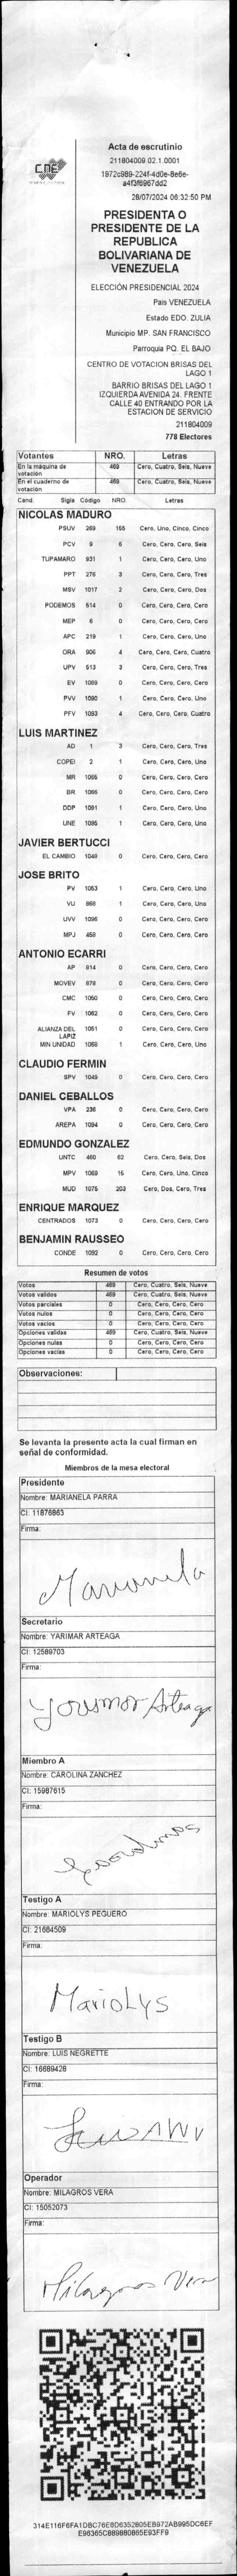 CNE
Acta de escrutinio
211804009.02.1.0001
1972c989-224f-4d0e-8e6e-
a4f3f6967dd2
28/07/2024 06:32:50 PM
PRESIDENTA O
PRESIDENTE DE LA
REPUBLICA
BOLIVARIANA DE
VENEZUELA
ELECCIÓN PRESIDENCIAL 2024
Pais VENEZUELA
Estado EDO. ZULIA
Municipio MP. SAN FRANCISCO
Parroquia PQ. EL BAJO
CENTRO DE VOTACION BRISAS DEL
LAGO 1
BARRIO BRISAS DEL LAGO 1
IZQUIERDA AVENIDA 24. FRENTE
CALLE 40 ENTRANDO POR LA
ESTACION DE SERVICIO
211804009
778 Electores
Votantes NRO. Letras
En la máquina de votación 469 Cero, Cuatro, Seis, Nueve
En el cuaderno de votación 469 Cero, Cuatro, Seis, Nueve
Cand. Sigla Código NRO. Letras
NICOLAS MADURO
PSUV 269 155 Cero, Uno, Cinco, Cinco
PCV 9 6 Cero, Cero, Cero, Seis
TUPAMARO 931 1 Cero, Cero, Cero, Uno
PPT 276 3 Cero, Cero, Cero, Tres
MSV 1017 2 Cero, Cero, Cero, Dos
PODEMOS 514 0 Cero, Cero, Cero, Cero
MEP 6 0 Cero, Cero, Cero, Cero
APC 219 1 Cero, Cero, Cero, Uno
ORA 906 4 Cero, Cero, Cero, Cuatro
UPV 513 3 Cero, Cero, Cero, Tres
EV 1089 0 Cero, Cero, Cero, Cero
PVV 1090 1 Cero, Cero, Cero, Uno
PFV 1093 4 Cero, Cero, Cero, Cuatro
LUIS MARTINEZ
AD 1 3 Cero, Cero, Cero, Tres
COPEI 2 1 Cero, Cero, Cero, Uno
MR 1065 0 Cero, Cero, Cero, Cero
BR 1066 0 Cero, Cero, Cero, Cero
DDP 1091 1 Cero, Cero, Cero, Uno
UNE 1095 1 Cero, Cero, Cero, Uno
JAVIER BERTUCCI
EL CAMBIO 1048 0 Cero, Cero, Cero, Cero
JOSE BRITO
PV 1053 1 Cero, Cero, Cero, Uno
VU 868 1 Cero, Cero, Cero, Uno
UVV 1096 0 Cero, Cero, Cero, Cero
MPJ 458 0 Cero, Cero, Cero, Cero
ANTONIO ECARRI
AP 814 0 Cero, Cero, Cero, Cero
MOVEV 878 0 Cero, Cero, Cero, Cero
CMC 1050 0 Cero, Cero, Cero, Cero
FV 1062 0 Cero, Cero, Cero, Cero
ALIANZA DEL LAPIZ 1051 0 Cero, Cero, Cero, Cero
MIN UNIDAD 1068 1 Cero, Cero, Cero, Uno
CLAUDIO FERMIN
SPV 1049 0 Cero, Cero, Cero, Cero
DANIEL CEBALLOS
VPA 236 0 Cero, Cero, Cero, Cero
AREPA 1094 0 Cero, Cero, Cero, Cero
EDMUNDO GONZALEZ
UNTC 460 62 Cero, Cero, Seis, Dos
MPV 1069 15 Cero, Cero, Uno, Cinco
MUD 1075 203 Cero, Dos, Cero, Tres
ENRIQUE MARQUEZ
CENTRADOS 1073 0 Cero, Cero, Cero, Cero
BENJAMIN RAUSSEO
CONDE 1092 0 Cero, Cero, Cero, Cero
Resumen de votos
Votos 469 Cero, Cuatro, Seis, Nueve
Votos validos 469 Cero, Cuatro, Seis, Nueve
Votos parciales 0 Cero, Cero, Cero, Cero
Votos nulos 0 Cero, Cero, Cero, Cero
Votos vacios 0 Cero, Cero, Cero, Cero
Opciones validas 469 Cero, Cuatro, Seis, Nueve
Opciones nulas 0 Cero, Cero, Cero, Cero
Opciones vacias 0 Cero, Cero, Cero, Cero
Observaciones:
Se levanta la presente acta la cual firman en
señal de conformidad.
Miembros de la mesa electoral
Presidente
Nombre: MARIANELA PARRA
CI: 11876863
Firma:
Marianela
Secretario
Nombre: YARIMAR ARTEAGA
CI: 12589703
Firma:
Yarimar Arteaga
Miembro A
Nombre: CAROLINA ZANCHEZ
CI: 15987615
Firma:
Testigo A
Nombre: MARIOLYS PEGUERO
CI: 21684509
Firma:
MarioLys
Testigo B
Nombre: LUIS NEGRETTE
CI: 16689428
Firma:
Operador
Nombre: MILAGROS VERA
CI: 15052073
Firma:
Milagros Vera
314E116F6FA1DBC76E6D6352805EB972AB995DC6EF
E96365C889880865E93FF9